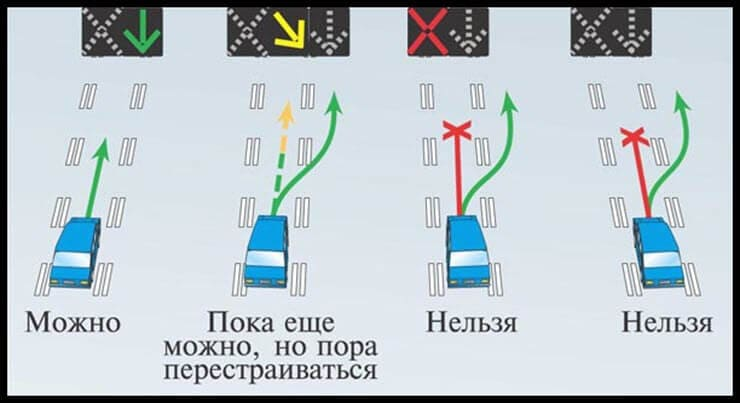 Можно
Пока еще
можно, но пора
перестраиваться
Нельзя
Нельзя